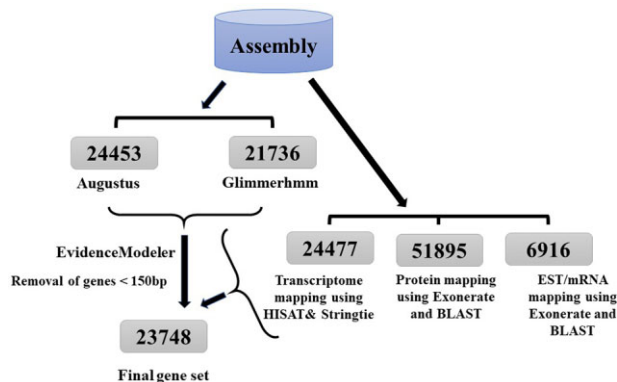 Assembly
24453
21736
Augustus
Glimmerhmm
EvidenceModeler
Removal of genes < 150bp
24477
51895
6916
Transcriptome
mapping using
HISAT& Stringtie
Protein mapping
using Exonerate
and BLAST
EST/mRNA
mapping using
Exonerate and
BLAST
23748
Final gene set